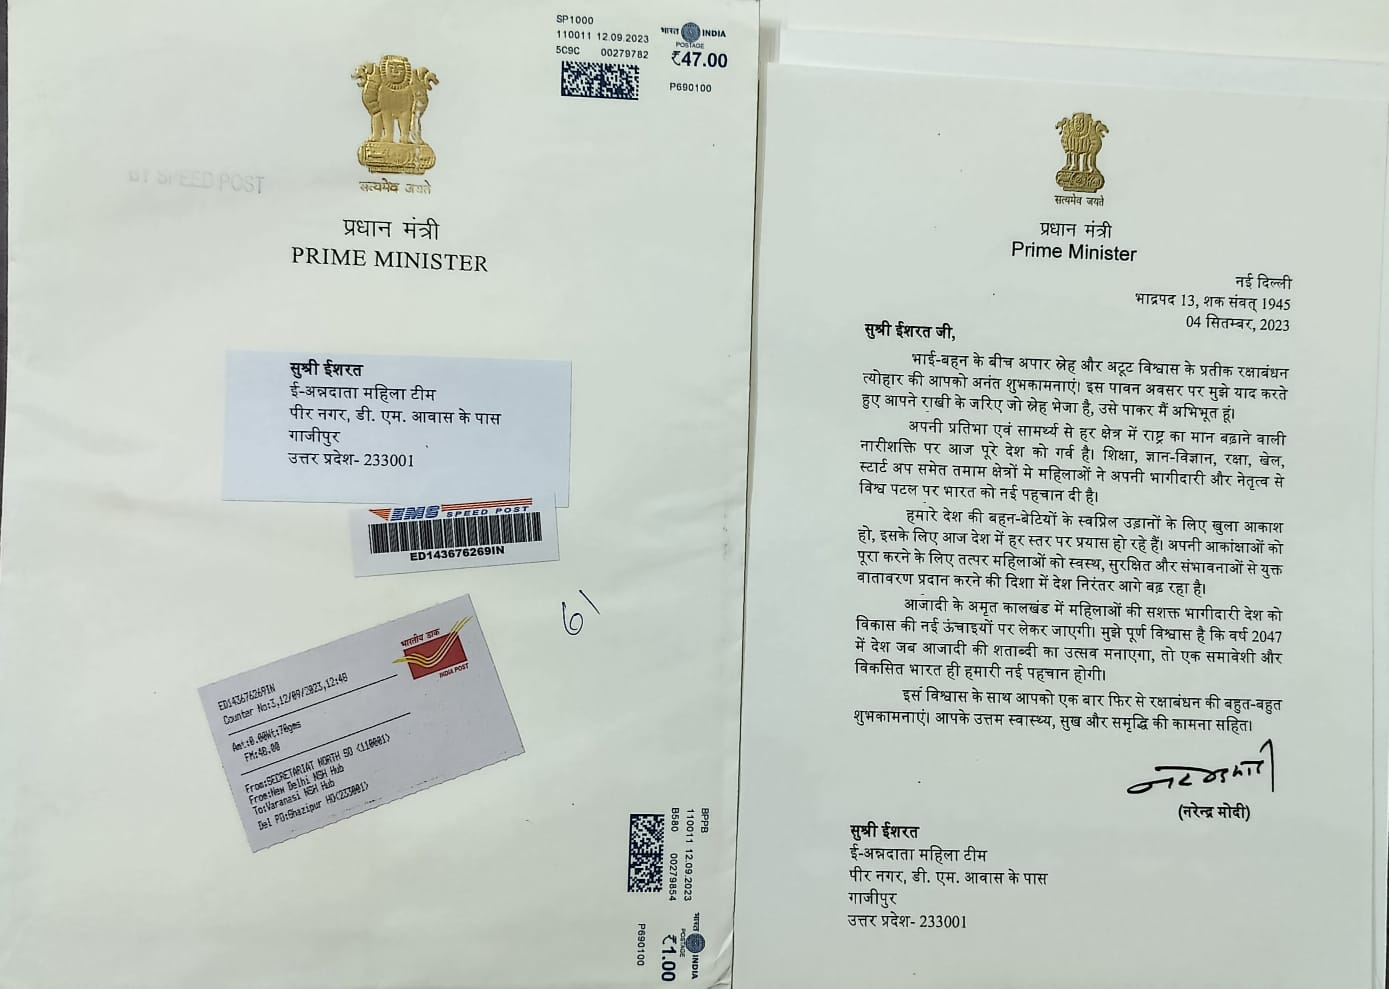 SP1000
110011 12.09.2023
5C9C 00279782
भारत INDIA
POSTAGE
₹47.00
P690100
BY SPEED POST
सत्यमेव जयते
प्रधान मंत्री
PRIME MINISTER
सुश्री ईशरत
ई-अन्नदाता महिला टीम
पीर नगर, डी. एम. आवास के पास
गाजीपुर
उत्तर प्रदेश- 233001
EMS SPEED POST
ED143676269IN
61
भारतीय डाक
INDIA POST
ED143676269IN
Counter No:3,12/09/2023,12:48
Amt:0.00Wt:70gms
FM:48.00
From:SECRETARIAT NORTH SO <110001>
From:New Delhi NSH Hub
To:Varanasi NSH Hub
Del PO:Ghazipur HO<233001>
BPPB
110011 12.09.2023
B580 00279854
भारत INDIA
POSTAGE
₹1.00
P690100
सत्यमेव जयते
प्रधान मंत्री
Prime Minister
नई दिल्ली
भाद्रपद 13, शक संवत् 1945
04 सितम्बर, 2023
सुश्री ईशरत जी,
भाई-बहन के बीच अपार स्नेह और अटूट विश्वास के प्रतीक रक्षाबंधन
त्योहार की आपको अनंत शुभकामनाएं। इस पावन अवसर पर मुझे याद करते
हुए आपने राखी के जरिए जो स्नेह भेजा है, उसे पाकर मैं अभिभूत हूं।
अपनी प्रतिभा एवं सामर्थ्य से हर क्षेत्र में राष्ट्र का मान बढ़ाने वाली
नारीशक्ति पर आज पूरे देश को गर्व है। शिक्षा, ज्ञान-विज्ञान, रक्षा, खेल,
स्टार्ट अप समेत तमाम क्षेत्रों मे महिलाओं ने अपनी भागीदारी और नेतृत्व से
विश्व पटल पर भारत को नई पहचान दी है।
हमारे देश की बहन-बेटियों के स्वप्निल उड़ानों के लिए खुला आकाश
हो, इसके लिए आज देश में हर स्तर पर प्रयास हो रहे हैं। अपनी आकांक्षाओं को
पूरा करने के लिए तत्पर महिलाओं को स्वस्थ, सुरक्षित और संभावनाओं से युक्त
वातावरण प्रदान करने की दिशा में देश निरंतर आगे बढ़ रहा है।
आजादी के अमृत कालखंड में महिलाओं की सशक्त भागीदारी देश को
विकास की नई ऊंचाइयों पर लेकर जाएगी। मुझे पूर्ण विश्वास है कि वर्ष 2047
में देश जब आजादी की शताब्दी का उत्सव मनाएगा, तो एक समावेशी और
विकसित भारत ही हमारी नई पहचान होगी।
इस विश्वास के साथ आपको एक बार फिर से रक्षाबंधन की बहुत-बहुत
शुभकामनाएं। आपके उत्तम स्वास्थ्य, सुख और समृद्धि की कामना सहित।
(नरेन्द्र मोदी)
सुश्री ईशरत
ई-अन्नदाता महिला टीम
पीर नगर, डी. एम. आवास के पास
गाजीपुर
उत्तर प्रदेश- 233001